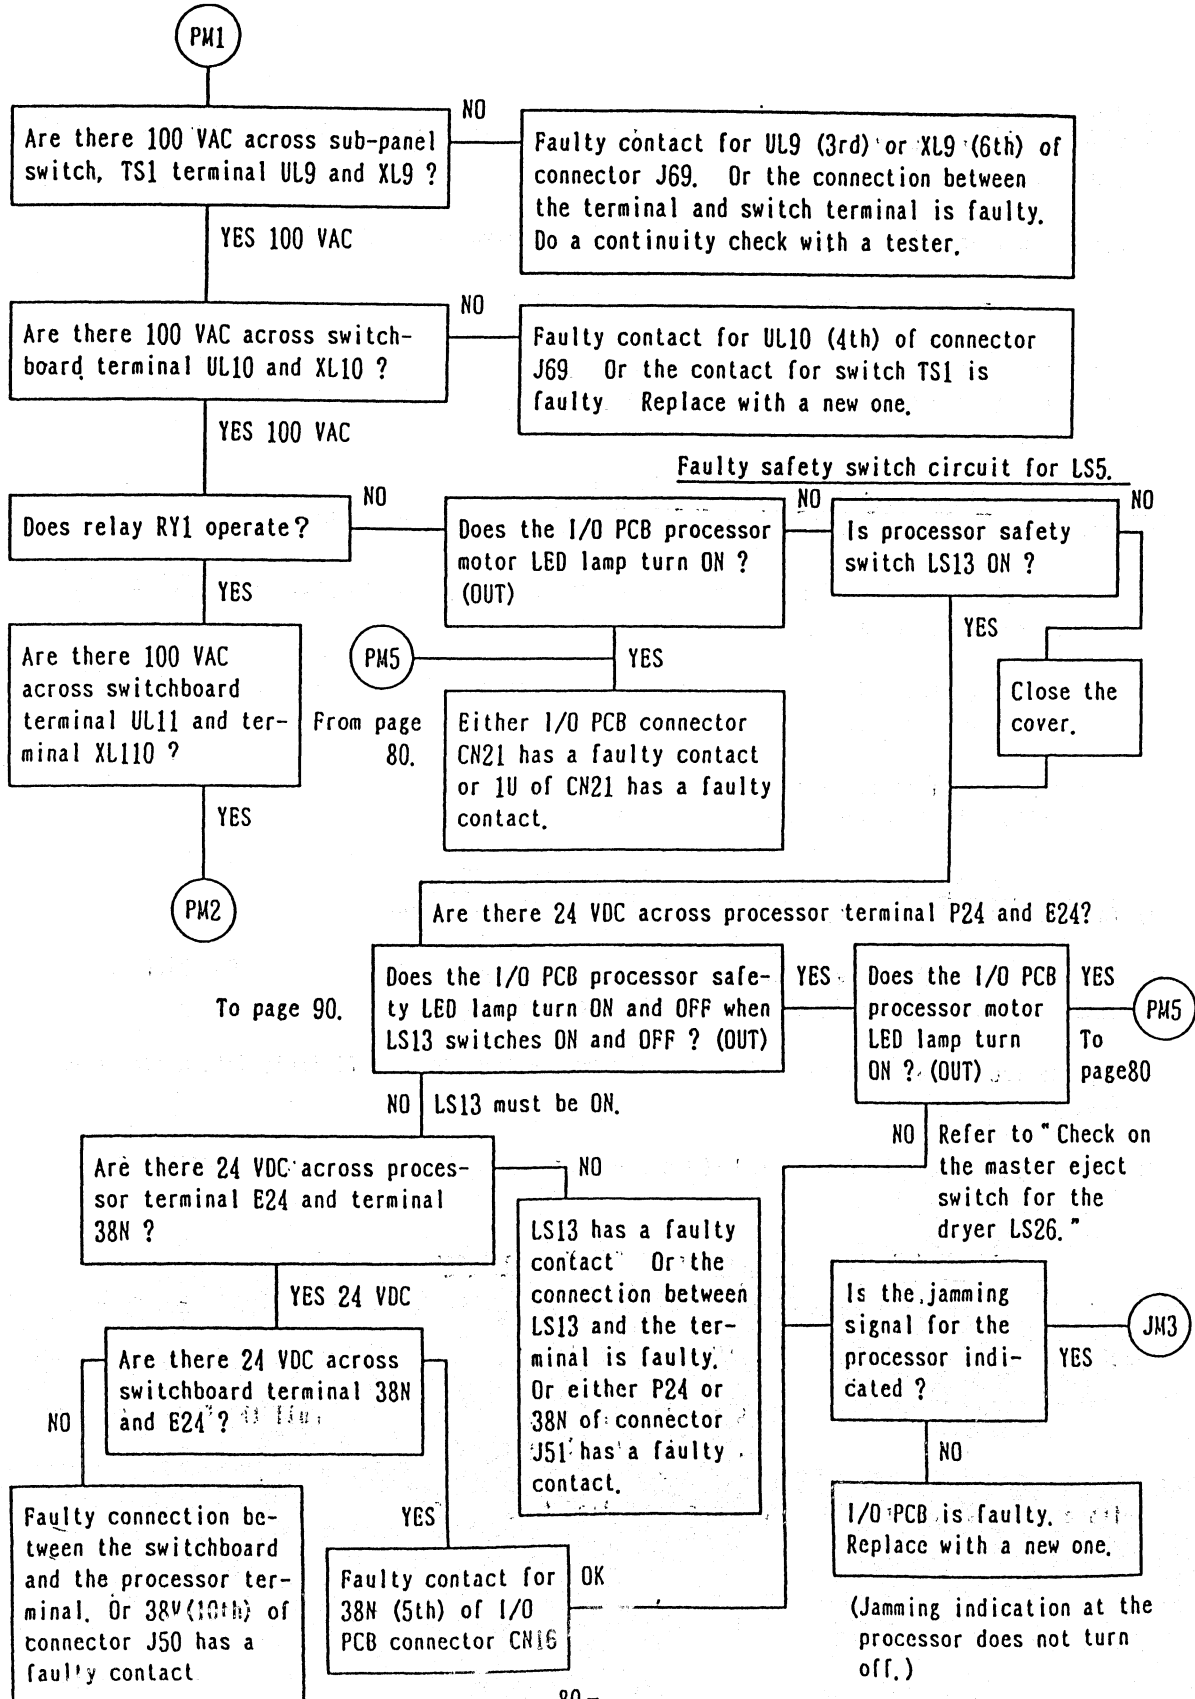 PM1
NO
Are there 100 VAC across sub-panel
switch, TS1 terminal UL9 and XL9 ?
Faulty contact for UL9 (3rd) or XL9 (6th) of
connector J69. Or the connection between
the terminal and switch terminal is faulty.
Do a continuity check with a tester.
YES 100 VAC
NO
Are there 100 VAC across switch-
board terminal UL10 and XL10 ?
Faulty contact for UL10 (4th) of connector
J69 Or the contact for switch TS1 is
faulty Replace with a new one.
YES 100 VAC
Faulty safety switch circuit for LS5.
NO
NO
NO
Does relay RY1 operate?
Does the I/O PCB processor
motor LED lamp turn ON ?
(OUT)
Is processor safety
switch LS13 ON ?
YES
YES
Are there 100 VAC
across switchboard
terminal UL11 and ter-
minal XL110 ?
PM5
YES
From page
80.
Either I/O PCB connector
CN21 has a faulty contact
or 1U of CN21 has a faulty
contact.
Close the
cover.
YES
PM2
Are there 24 VDC across processor terminal P24 and E24?
To page 90.
Does the I/O PCB processor safe-
ty LED lamp turn ON and OFF when
LS13 switches ON and OFF ? (OUT)
YES
Does the I/O PCB
processor motor
LED lamp turn
ON ? (OUT)
YES
PM5
To
page80
NO LS13 must be ON.
NO
Refer to "Check on
the master eject
switch for the
dryer LS26."
Are there 24 VDC across proces-
sor terminal E24 and terminal
38N ?
NO
LS13 has a faulty
contact Or the
connection between
LS13 and the ter-
minal is faulty.
Or either P24 or
38N of connector
J51 has a faulty
contact.
YES 24 VDC
Is the jamming
signal for the
processor indi-
cated ?
YES
JM3
Are there 24 VDC across
switchboard terminal 38N
and E24 ?
NO
YES
NO
Faulty connection be-
tween the switchboard
and the processor ter-
minal. Or (10th) of
connector J50 has a
faulty contact
Faulty contact for
38N (5th) of I/O
PCB connector CN16
OK
I/O PCB is faulty.
Replace with a new one.
(Jamming indication at the
processor does not turn
off.)